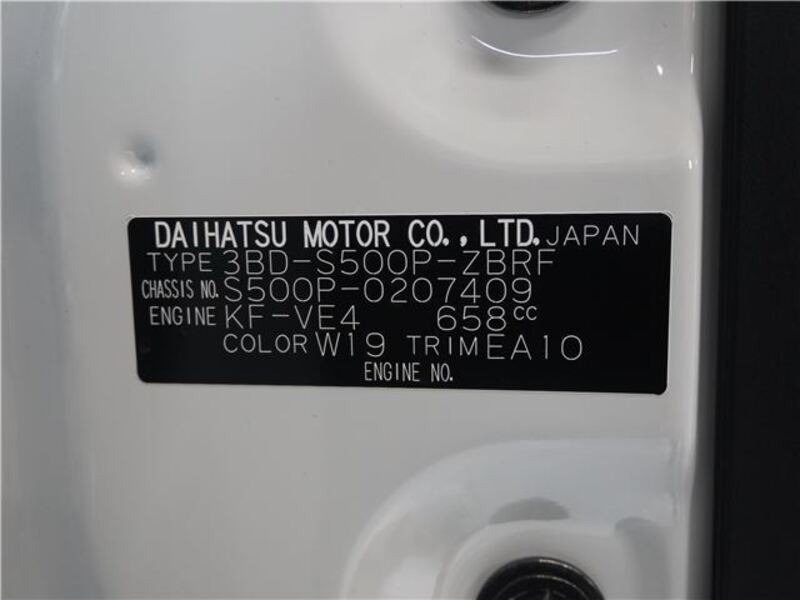 DAIHATSU MOTOR CO., LTD. JAPAN
TYPE 3BD-S500P-ZBRF
CHASSIS NO. S500P-0207409
ENGINE KF-VE4 658cc
COLOR W19 TRIM EA10
ENGINE NO.